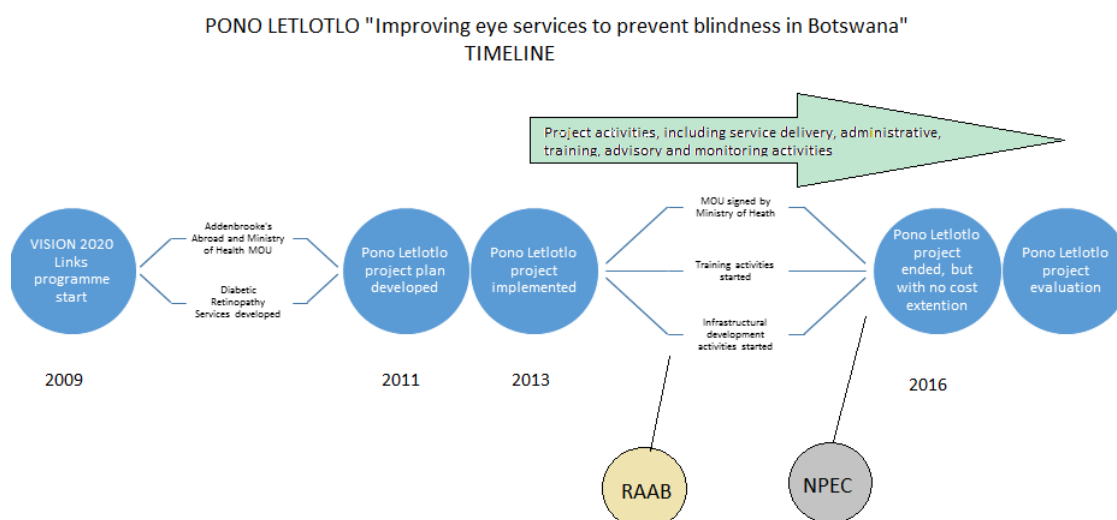 PONO LETLOTLO "Improving eye services to prevent blindness in Botswana"
TIMELINE
Project activities, including service delivery, administrative,
training, advisory and monitoring activities
VISION 2020
Links
programme
start
Addenbrooke's
Abroad and Ministry
of Health MOU
Diabetic
Retinopathy
Services developed
Pono Letlotlo
project plan
developed
Pono Letlotlo
project
implemented
MOU signed by
Ministry of Heath
Training activities
started
Infrastructural
development
activities started
Pono Letlotlo
project
ended, but
with no cost
extention
Pono Letlotlo
project
evaluation
2009
2011
2013
2016
RAAB
NPEC